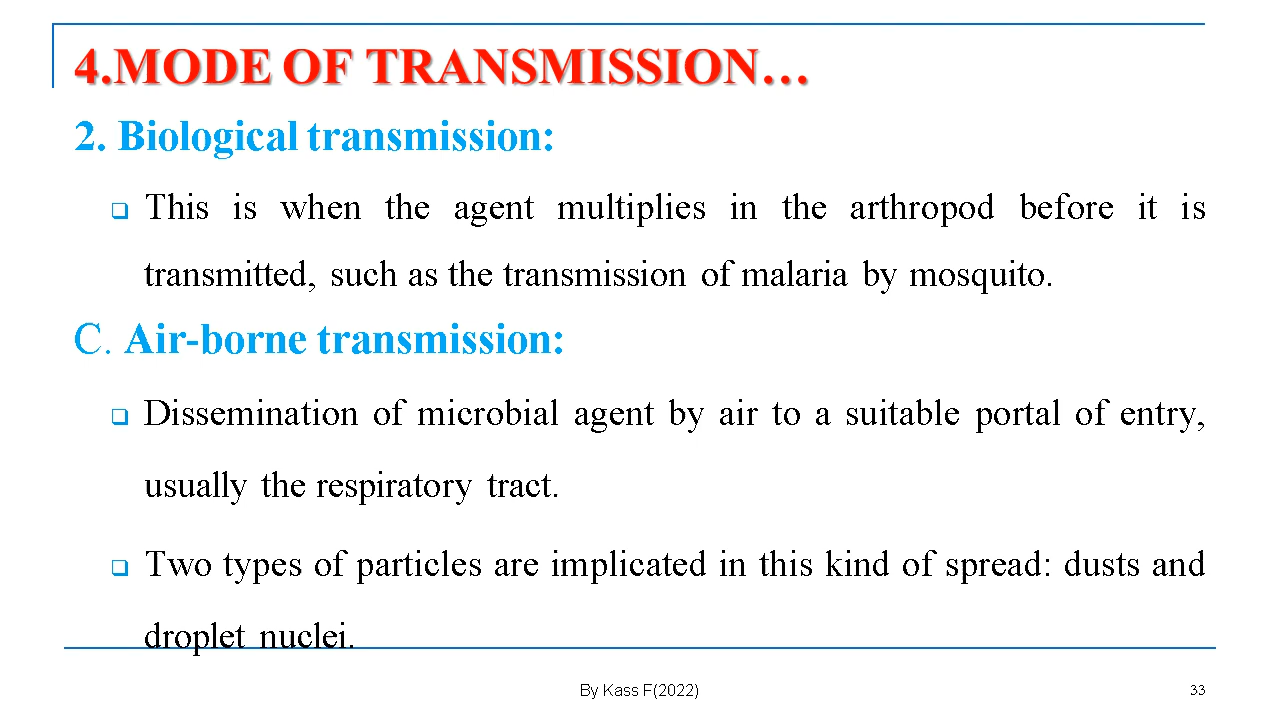 4.MODE OF TRANSMISSION…
2. Biological transmission:
❑ This is when the agent multiplies in the arthropod before it is
transmitted, such as the transmission of malaria by mosquito.
C. Air-borne transmission:
❑ Dissemination of microbial agent by air to a suitable portal of entry,
usually the respiratory tract.
❑ Two types of particles are implicated in this kind of spread: dusts and
droplet nuclei.
By Kass F(2022)
33